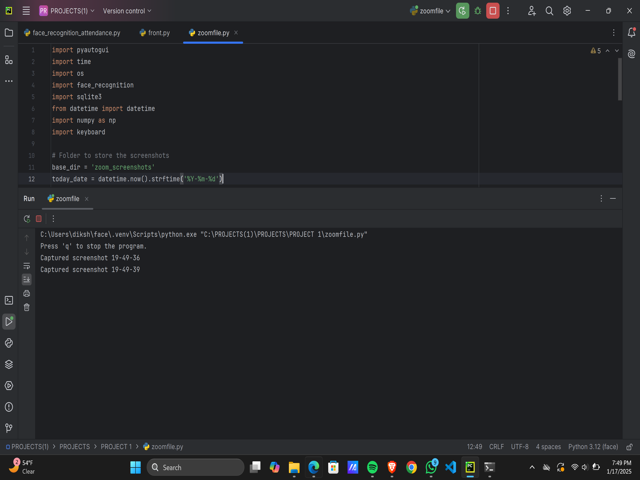 PR PROJECTS(1) Version control zoomfile
face_recognition_attendance.py front.py zoomfile.py
5
1 import pyautogui
2 import time
3 import os
4 import face_recognition
5 import sqlite3
6 from datetime import datetime
7 import numpy as np
8 import keyboard
9
10 # Folder to store the screenshots
11 base_dir = 'zoom_screenshots'
12 today_date = datetime.now().strftime('%Y-%m-%d')
Run zoomfile
C:\Users\diksh\face\.venv\Scripts\python.exe "C:\PROJECTS(1)\PROJECTS\PROJECT 1\zoomfile.py"
Press 'q' to stop the program.
Captured screenshot 19-49-36
Captured screenshot 19-49-39
PROJECTS(1) > PROJECTS > PROJECT 1 > zoomfile.py 12:49 CRLF UTF-8 4 spaces Python 3.12 (face)
54°F
Clear
Search
7:49 PM
1/17/2025